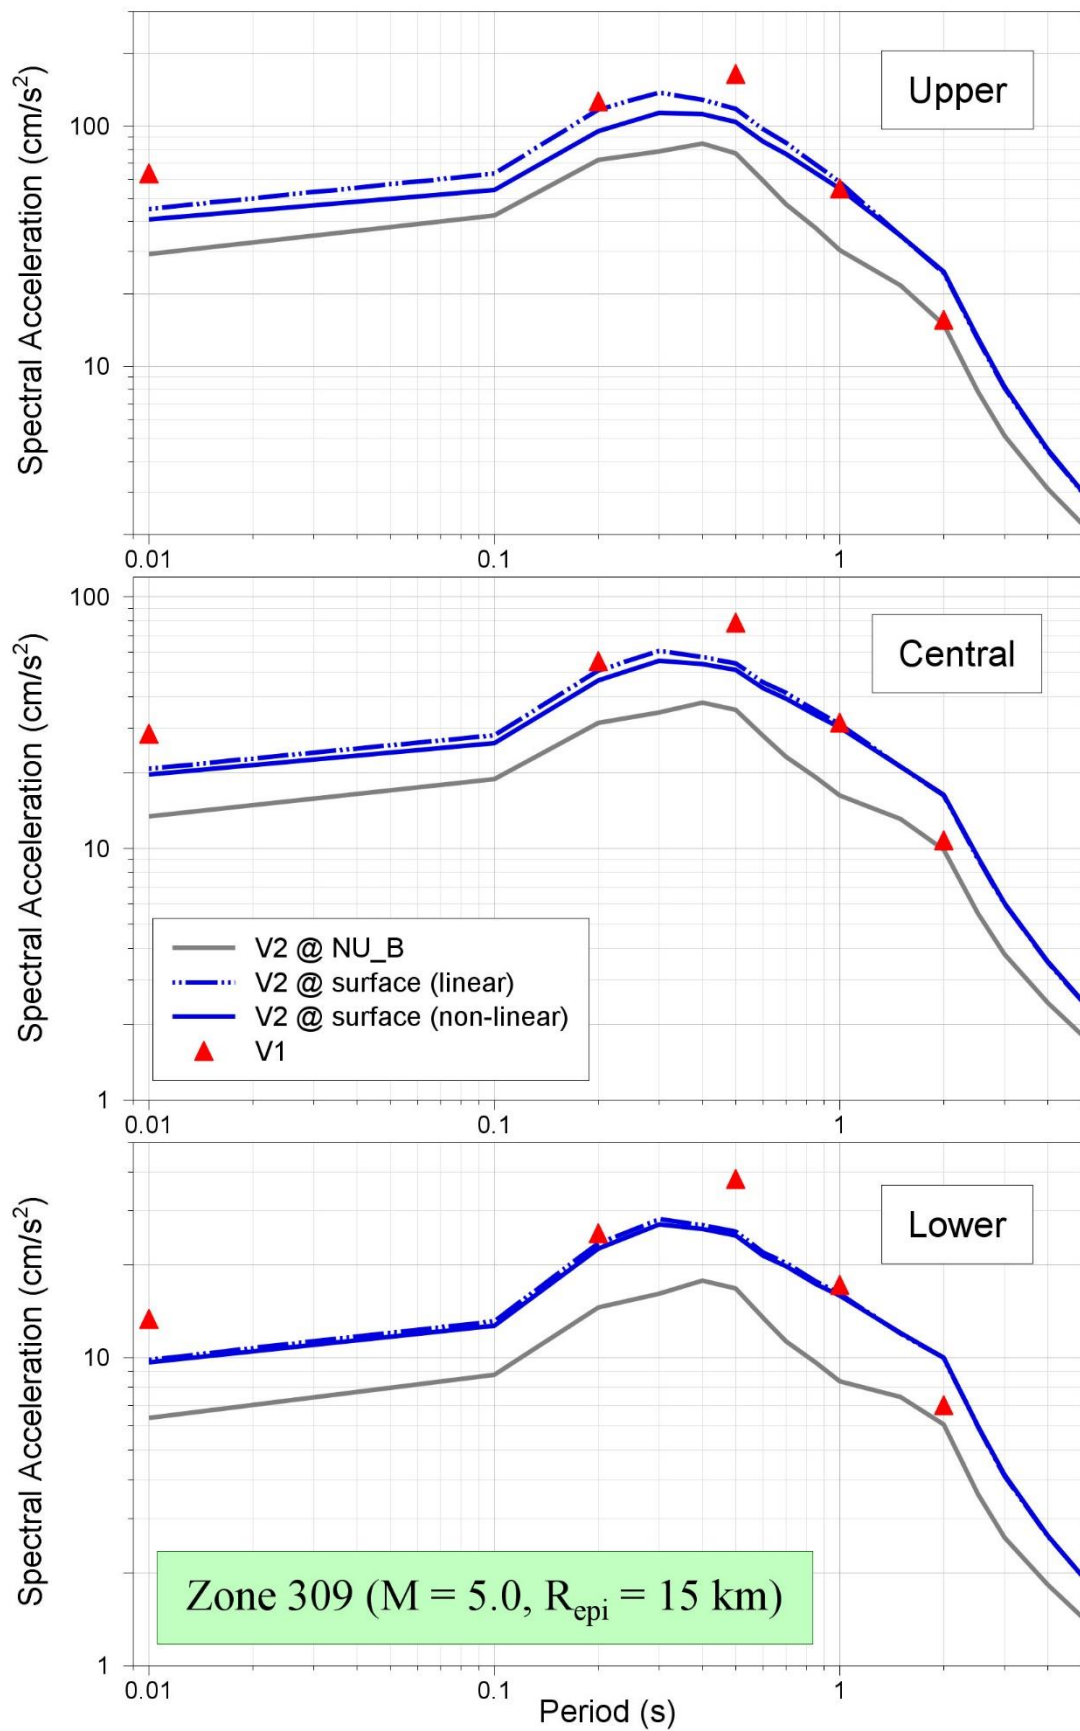 Spectral Acceleration (cm/s²)
Upper
100
10
0.01
0.1
1
Spectral Acceleration (cm/s²)
Central
100
10
1
V2 @ NU_B
V2 @ surface (linear)
V2 @ surface (non-linear)
V1
0.01
0.1
1
Spectral Acceleration (cm/s²)
Lower
10
1
Zone 309 (M = 5.0, Repi = 15 km)
0.01
0.1
1
Period (s)